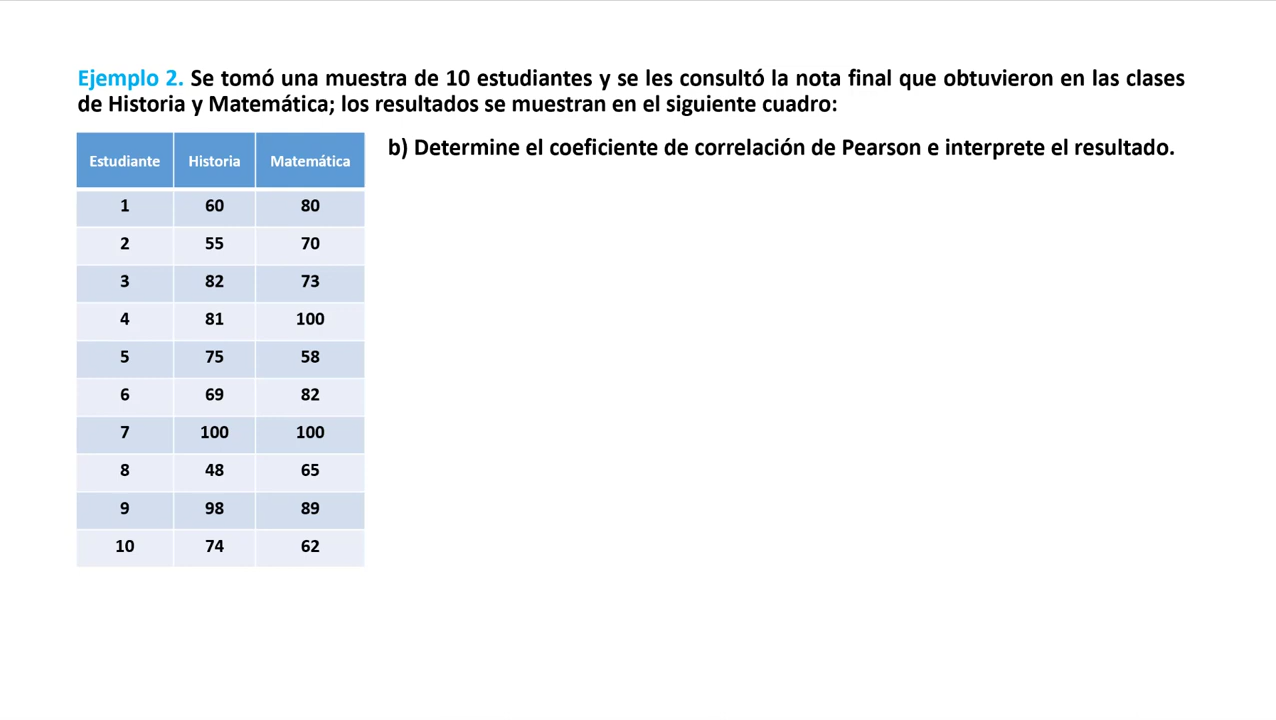 Ejemplo 2. Se tomó una muestra de 10 estudiantes y se les consultó la nota final que obtuvieron en las clases
de Historia y Matemática; los resultados se muestran en el siguiente cuadro:
b) Determine el coeficiente de correlación de Pearson e interprete el resultado.
Estudiante Historia Matemática
1 60 80
2 55 70
3 82 73
4 81 100
5 75 58
6 69 82
7 100 100
8 48 65
9 98 89
10 74 62